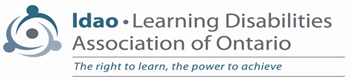 ldao • Learning Disabilities
Association of Ontario
The right to learn, the power to achieve